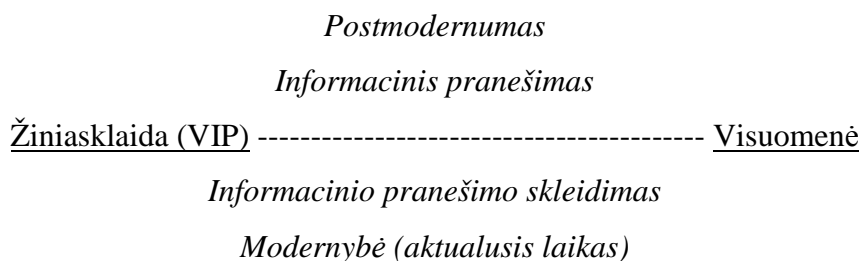 Postmodernumas
Informacinis pranešimas
Žiniasklaida (VIP) ------------------------------------------ Visuomenė
Informacinio pranešimo skleidimas
Modernybė (aktualusis laikas)